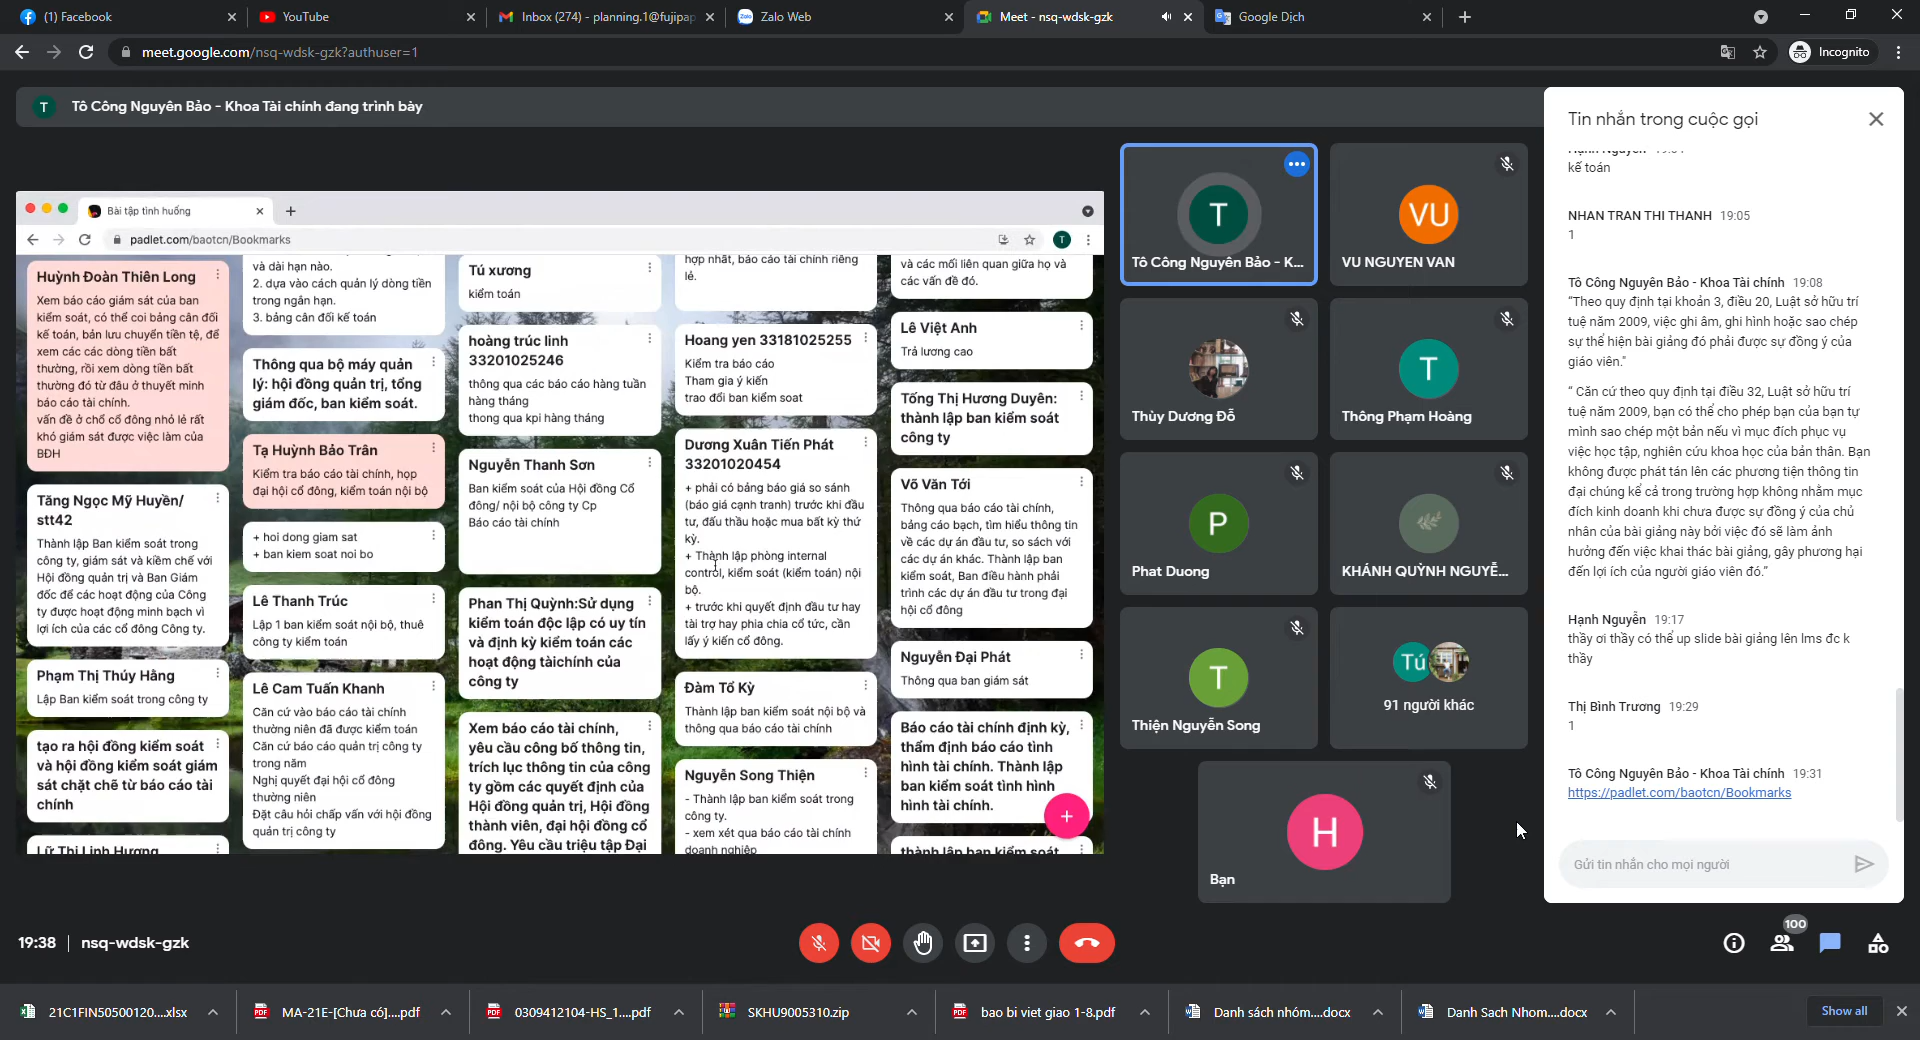 (1) Facebook
YouTube
Inbox (274) - planning.1@fujipap
Zalo Web
Meet - nsq-wdsk-gzk
Google Dịch
meet.google.com/nsq-wdsk-gzk?authuser=1
Incognito
T
Tô Công Nguyên Bảo - Khoa Tài chính đang trình bày
Bài tập tình huống
padlet.com/baotcn/Bookmarks
T
Huỳnh Đoàn Thiên Long
Xem báo cáo giám sát của ban
kiểm soát, có thể coi bảng cân đối
kế toán, bản lưu chuyển tiền tệ, để
xem các các dòng tiền bất
thường, rồi xem dòng tiền bất
thường đó từ đâu ở thuyết minh
báo cáo tài chính.
vấn đề ở chổ cổ đông nhỏ lẻ rất
khó giám sát được việc làm của
BĐH
Tăng Ngọc Mỹ Huyền/
stt42
Thành lập Ban kiểm soát trong
công ty, giám sát và kiềm chế với
Hội đồng quản trị và Ban Giám
đốc để các hoạt động của Công
ty được hoạt động minh bạch vì
lợi ích của các cổ đông Công ty.
Phạm Thị Thúy Hằng
Lập Ban kiểm soát trong công ty
tạo ra hội đồng kiểm soát
và hội đồng kiểm soát giám
sát chặt chẽ từ báo cáo tài
chính
Lữ Thị Linh Hương
và dài hạn nào.
2. dựa vào cách quản lý dòng tiền
trong ngắn hạn.
3. bảng cân đối kế toán
Thông qua bộ máy quản
lý: hội đồng quản trị, tổng
giám đốc, ban kiểm soát.
Tạ Huỳnh Bảo Trân
Kiểm tra báo cáo tài chính, họp
đại hội cổ đông, kiểm toán nội bộ
+ hoi dong giam sat
+ ban kiem soat noi bo
Lê Thanh Trúc
Lập 1 ban kiểm soát nội bộ, thuê
công ty kiểm toán
Lê Cam Tuấn Khanh
Căn cứ vào báo cáo tài chính
thường niên đã được kiểm toán
Căn cứ báo cáo quản trị công ty
trong năm
Nghị quyết đại hội cổ đông
thường niên
Đặt câu hỏi chấp vấn với hội đồng
quản trị công ty
Tú xương
kiểm toán
hoàng trúc linh
33201025246
thông qua các báo cáo hàng tuần
hàng tháng
thong qua kpi hàng tháng
Nguyễn Thanh Sơn
Ban kiểm soát của Hội đồng Cổ
đông/ nội bộ công ty Cp
Báo cáo tài chính
Phan Thị Quỳnh:Sử dụng
kiểm toán độc lập có uy tín
và định kỳ kiểm toán các
hoạt động tàichính của
công ty
Xem báo cáo tài chính,
yêu cầu công bố thông tin,
trích lục thông tin của công
ty gồm các quyết định của
Hội đồng quản trị, Hội đồng
thành viên, đại hội đồng cổ
đông. Yêu cầu triệu tập Đại
hợp nhất, báo cáo tài chính riêng
lẻ.
Hoang yen 33181025255
Kiểm tra báo cáo
Tham gia ý kiến
trao đổi ban kiểm soat
Dương Xuân Tiến Phát
33201020454
+ phải có bảng báo giá so sánh
(báo giá cạnh tranh) trước khi đầu
tư, đấu thầu hoặc mua bất kỳ thứ
kỳ.
+ Thành lập phòng internal
control, kiểm soát (kiểm toán) nội
bộ.
+ trước khi quyết định đầu tư hay
tài trợ hay phia chia cổ tức, cần
lấy ý kiến cổ đông.
Đàm Tổ Kỳ
Thành lập ban kiểm soát nội bộ và
thông qua báo cáo tài chính
Nguyễn Song Thiện
- Thành lập ban kiểm soát trong
công ty.
- xem xét qua báo cáo tài chính
doanh nghiệp
và các mối liên quan giữa họ và
các vấn đề đó.
Lê Việt Anh
Trả lương cao
Tống Thị Hương Duyên:
thành lập ban kiểm soát
công ty
Võ Văn Tới
Thông qua báo cáo tài chính,
bảng cáo bạch, tìm hiểu thông tin
về các dự án đầu tư, so sách với
các dự án khác. Thành lập ban
kiểm soát, Ban điều hành phải
trình các dự án đầu tư trong đại
hội cổ đông
Nguyễn Đại Phát
Thông qua ban giám sát
Báo cáo tài chính định kỳ,
thẩm định báo cáo tình
hình tài chính. Thành lập
ban kiểm soát tình hình
hình tài chính.
thành lập ban kiểm soát
T
Tô Công Nguyên Bảo - K...
VU
VU NGUYEN VAN
Thùy Dương Đỗ
T
Thông Phạm Hoàng
P
Phat Duong
KHÁNH QUỲNH NGUYỄ...
T
Thiện Nguyễn Song
Tú
91 người khác
H
Bạn
Tin nhắn trong cuộc gọi
kế toán
NHAN TRAN THI THANH 19:05
1
Tô Công Nguyên Bảo - Khoa Tài chính 19:08
"Theo quy định tại khoản 3, điều 20, Luật sở hữu trí
tuệ năm 2009, việc ghi âm, ghi hình hoặc sao chép
sự thể hiện bài giảng đó phải được sự đồng ý của
giáo viên."
" Căn cứ theo quy định tại điều 32, Luật sở hữu trí
tuệ năm 2009, bạn có thể cho phép bạn của bạn tự
mình sao chép một bản nếu vì mục đích phục vụ
việc học tập, nghiên cứu khoa học của bản thân. Bạn
không được phát tán lên các phương tiện thông tin
đại chúng kể cả trong trường hợp không nhằm mục
đích kinh doanh khi chưa được sự đồng ý của chủ
nhân của bài giảng này bởi việc đó sẽ làm ảnh
hưởng đến việc khai thác bài giảng, gây phương hại
đến lợi ích của người giáo viên đó."
Hạnh Nguyễn 19:17
thầy ơi thầy có thể up slide bài giảng lên lms đc k
thầy
Thị Bình Trương 19:29
1
Tô Công Nguyên Bảo - Khoa Tài chính 19:31
https://padlet.com/baotcn/Bookmarks
Gửi tin nhắn cho mọi người
19:38 | nsq-wdsk-gzk
100
21C1FIN50500120....xlsx
MA-21E-[Chưa có]....pdf
0309412104-HS_1....pdf
SKHU9005310.zip
bao bi viet giao 1-8.pdf
Danh sách nhóm....docx
Danh Sach Nhom....docx
Show all